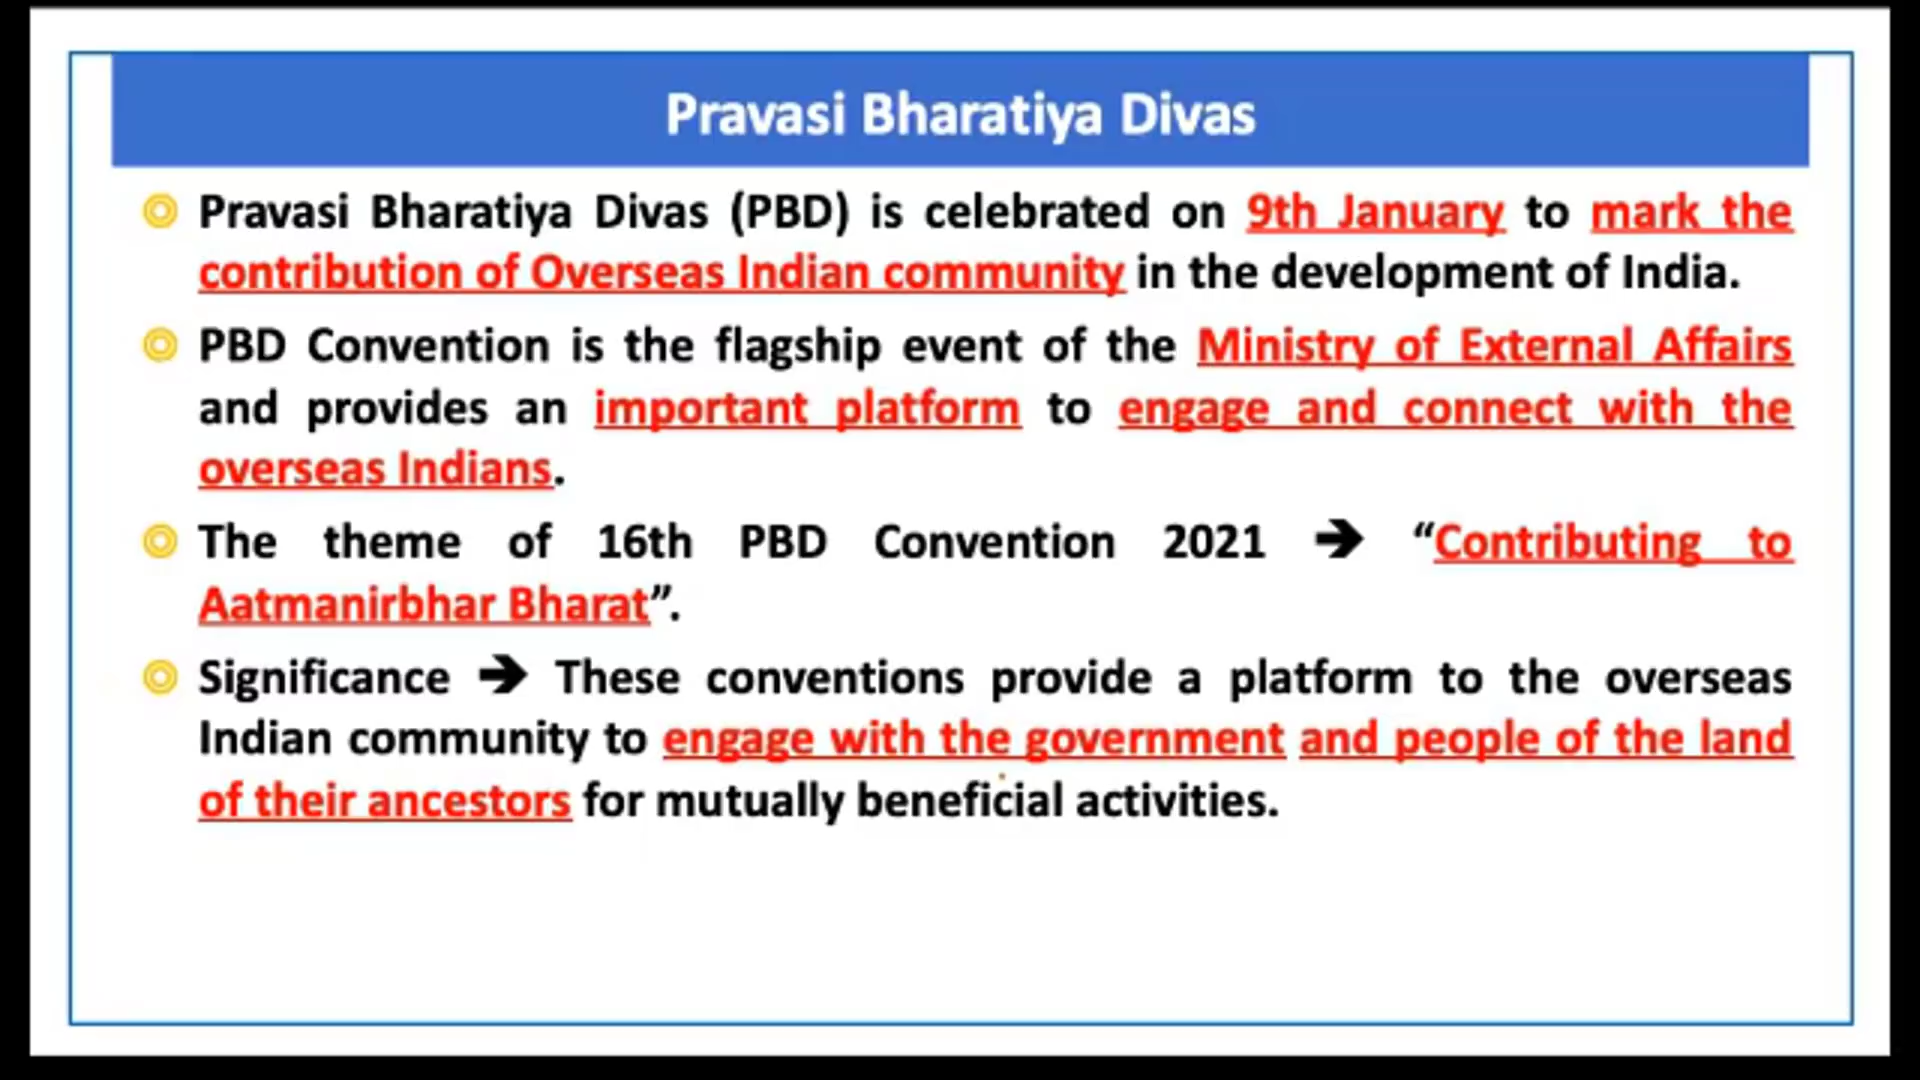 Pravasi Bharatiya Divas
Pravasi Bharatiya Divas (PBD) is celebrated on 9th January to mark the
contribution of Overseas Indian community in the development of India.
PBD Convention is the flagship event of the Ministry of External Affairs
and provides an important platform to engage and connect with the
overseas Indians.
The theme of 16th PBD Convention 2021 ➔ “Contributing to
Aatmanirbhar Bharat”.
Significance ➔ These conventions provide a platform to the overseas
Indian community to engage with the government and people of the land
of their ancestors for mutually beneficial activities.